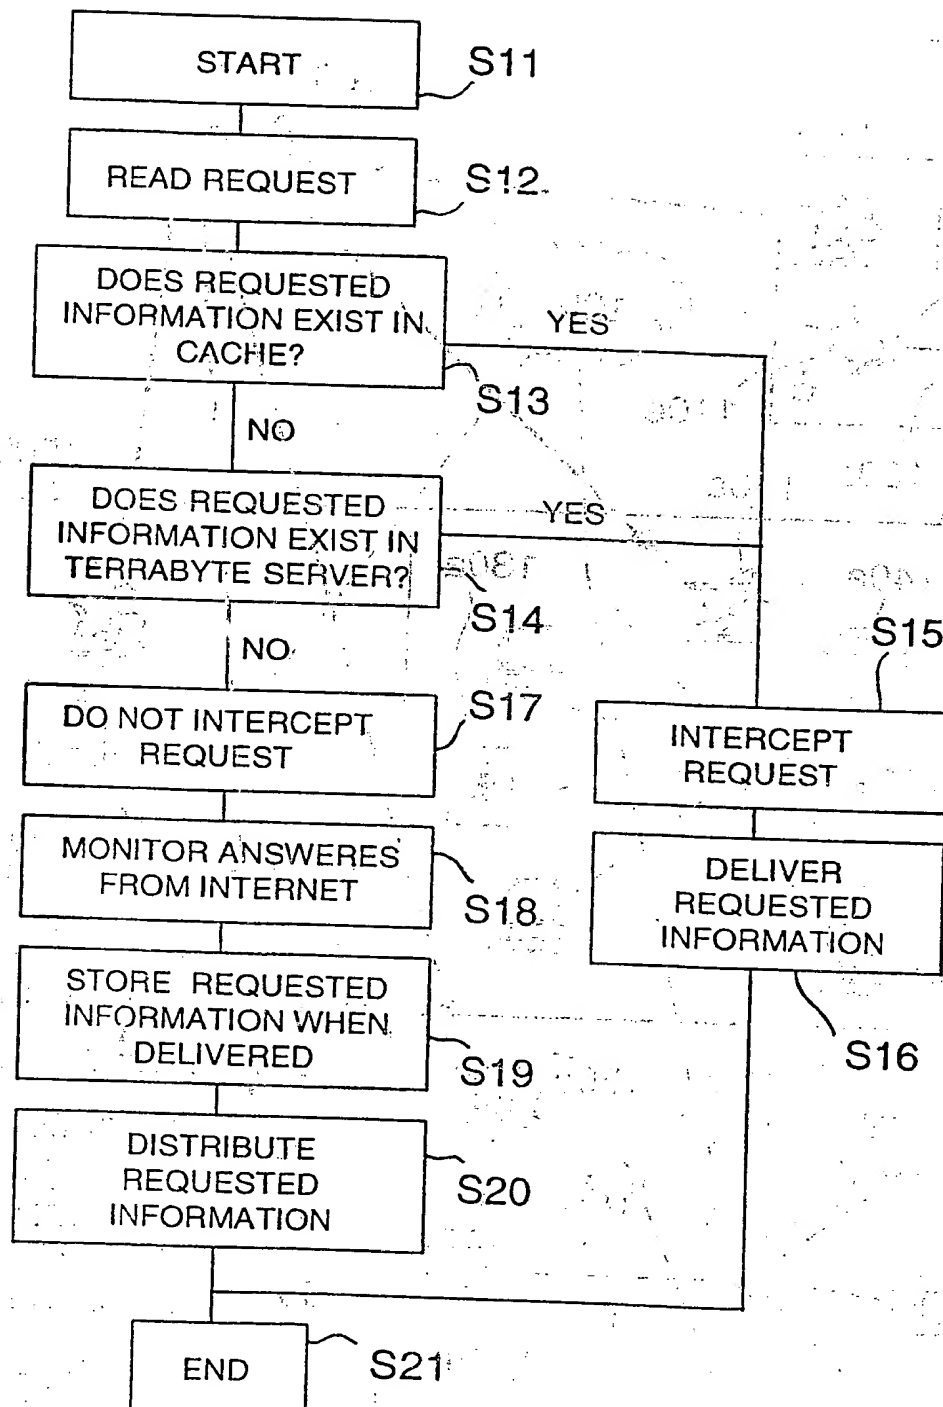 START
S11
READ REQUEST
S12
DOES REQUESTED
INFORMATION EXIST IN
CACHE?
YES
S13
NO
DOES REQUESTED
INFORMATION EXIST IN
TERRABYTE SERVER?
YES
S14
NO
S15
DO NOT INTERCEPT
REQUEST
S17
INTERCEPT
REQUEST
MONITOR ANSWERES
FROM INTERNET
S18
DELIVER
REQUESTED
INFORMATION
S16
STORE REQUESTED
INFORMATION WHEN
DELIVERED
S19
DISTRIBUTE
REQUESTED
INFORMATION
S20
END
S21